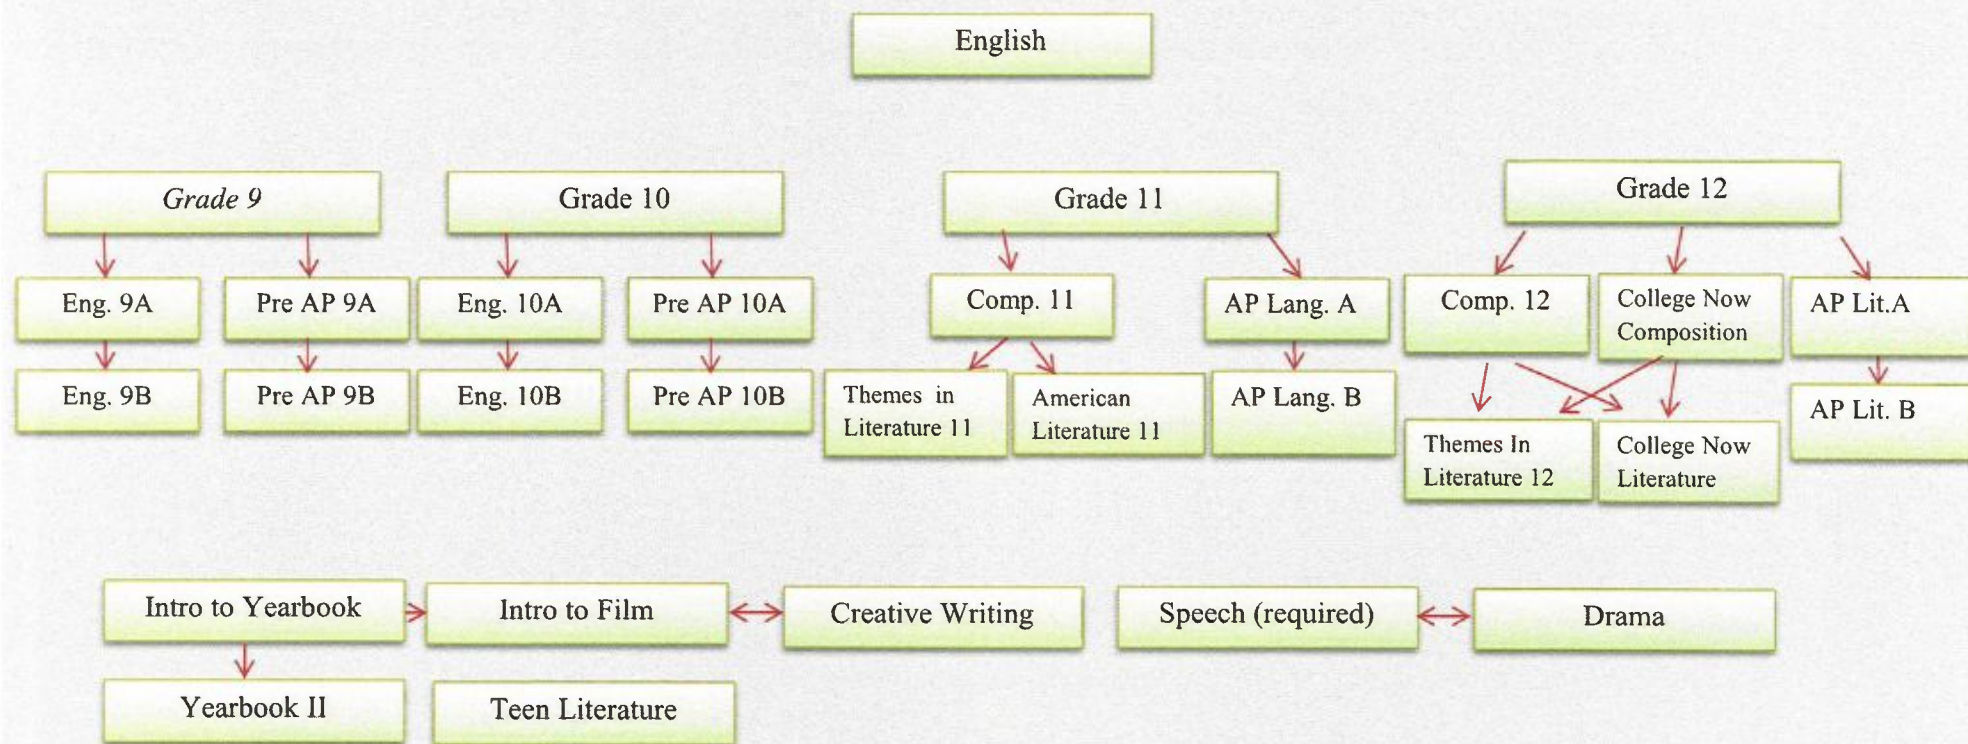 English
Grade 9
Grade 10
Grade 11
Grade 12
Eng. 9A
Pre AP 9A
Eng. 10A
Pre AP 10A
Comp. 11
AP Lang. A
Comp. 12
College Now
Composition
AP Lit.A
Eng. 9B
Pre AP 9B
Eng. 10B
Pre AP 10B
Themes in
Literature 11
American
Literature 11
AP Lang. B
Themes In
Literature 12
College Now
Literature
AP Lit. B
Intro to Yearbook
Intro to Film
Creative Writing
Speech (required)
Drama
Yearbook II
Teen Literature